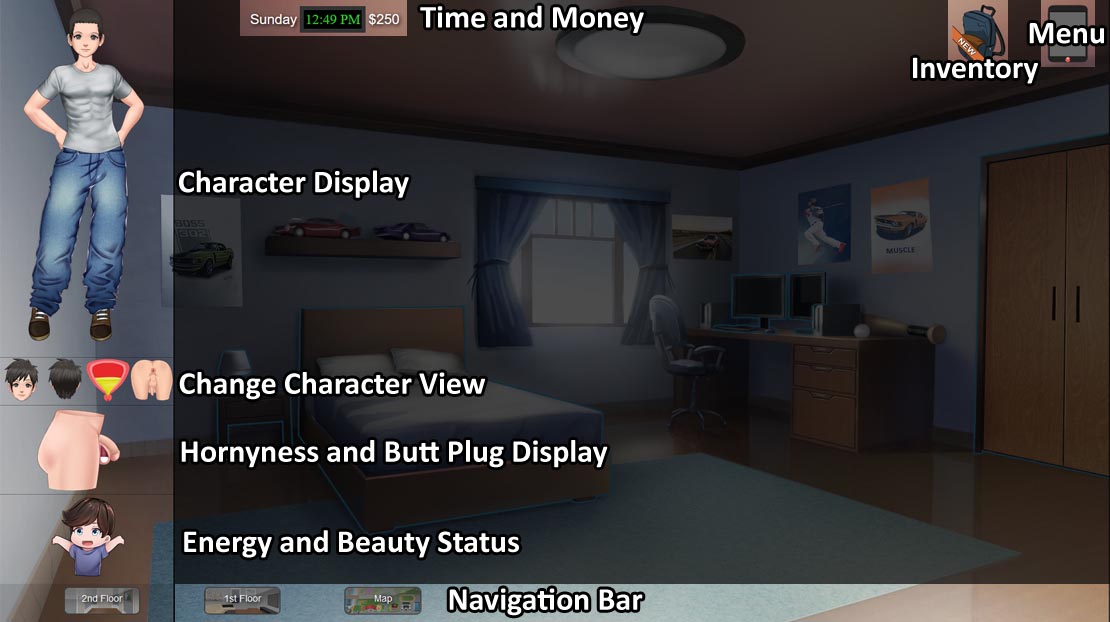 Sunday 12:49 PM $250
Time and Money
NEW
Menu
Inventory
Character Display
BOSS
MUSCLE
Change Character View
Hornyness and Butt Plug Display
Energy and Beauty Status
2nd Floor
1st Floor
Map
Navigation Bar